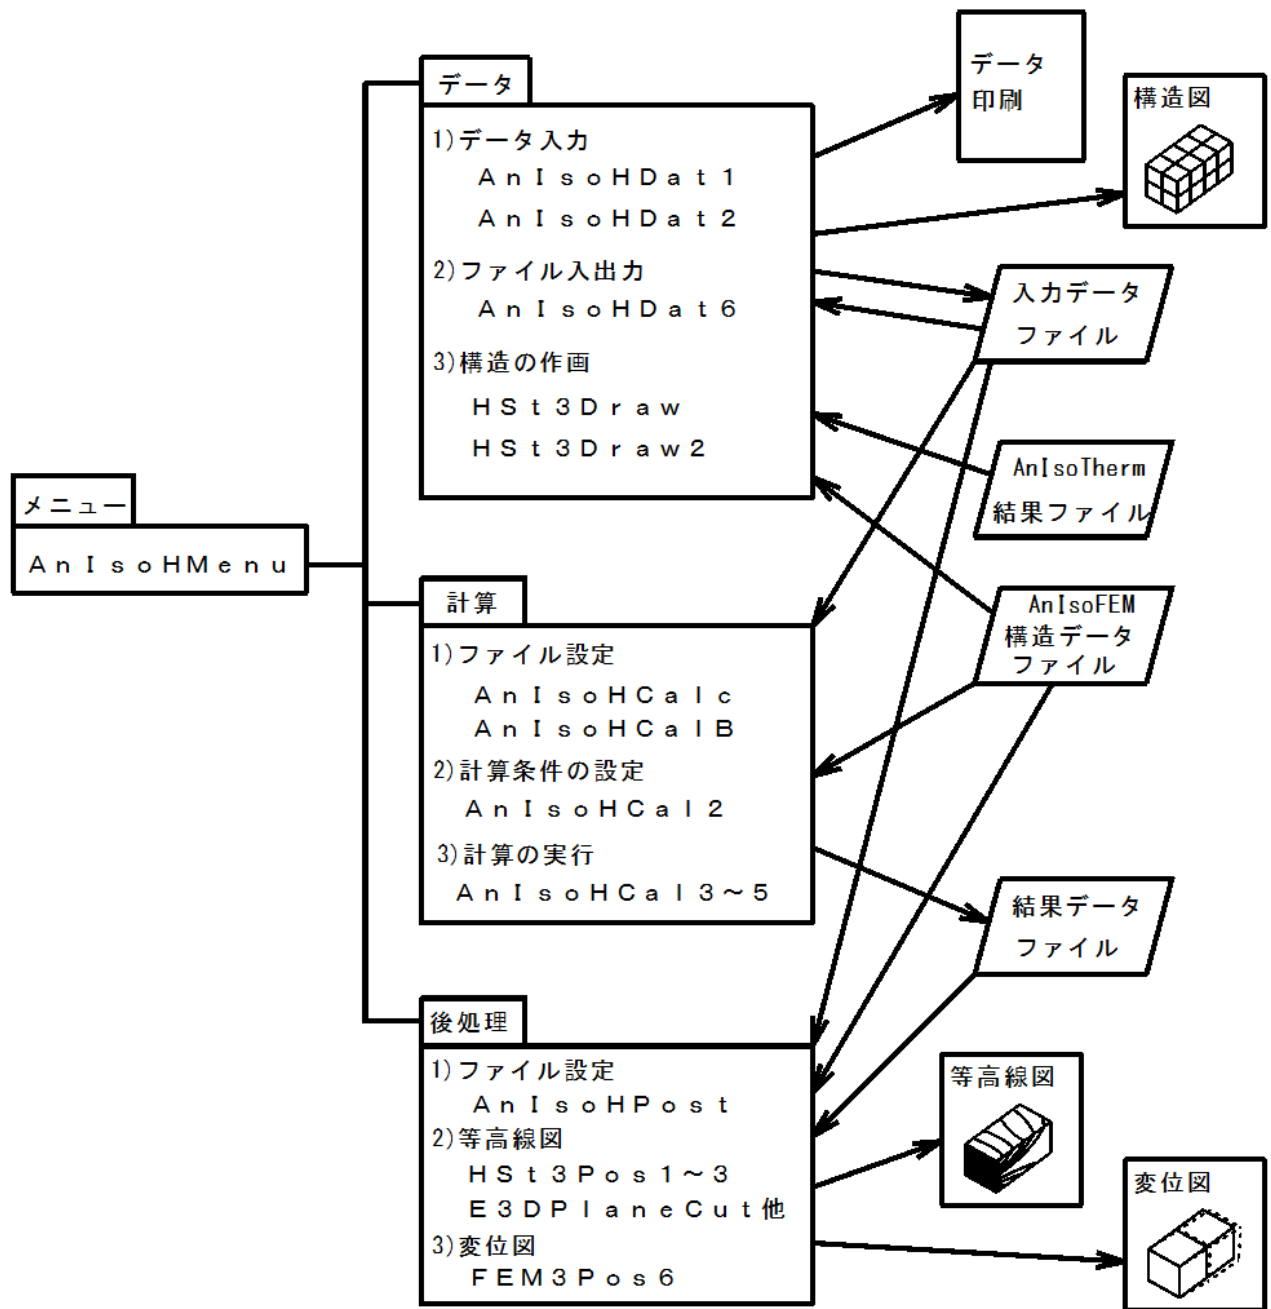 メニュー
AnIsoHMenu
データ
1)データ入力
AnIsoHDat1
AnIsoHDat2
2)ファイル入出力
AnIsoHDat6
3)構造の作画
HSt3Draw
HSt3Draw2
計算
1)ファイル設定
AnIsoHCalc
AnIsoHCalB
2)計算条件の設定
AnIsoHCal2
3)計算の実行
AnIsoHCal3～5
後処理
1)ファイル設定
AnIsoHPost
2)等高線図
HSt3Pos1～3
E3DPlaneCut他
3)変位図
FEM3Pos6
データ
印刷
構造図
入力データ
ファイル
AnIsoTherm
結果ファイル
AnIsoFEM
構造データ
ファイル
結果データ
ファイル
等高線図
変位図